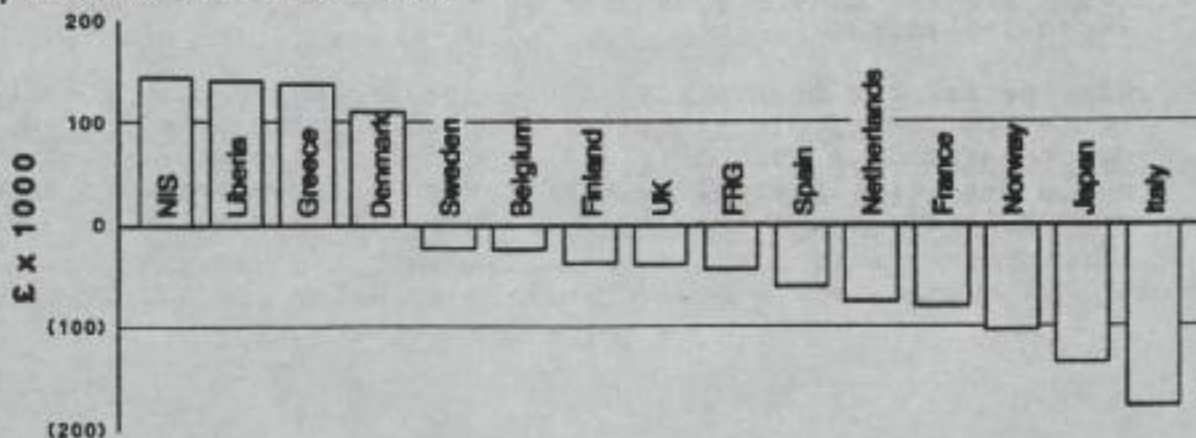 200
100
0
(100)
(200)
£ x 1000
NIS
Liberia
Greece
Denmark
Sweden
Belgium
Finland
UK
FRG
Spain
Netherlands
France
Norway
Japan
Italy